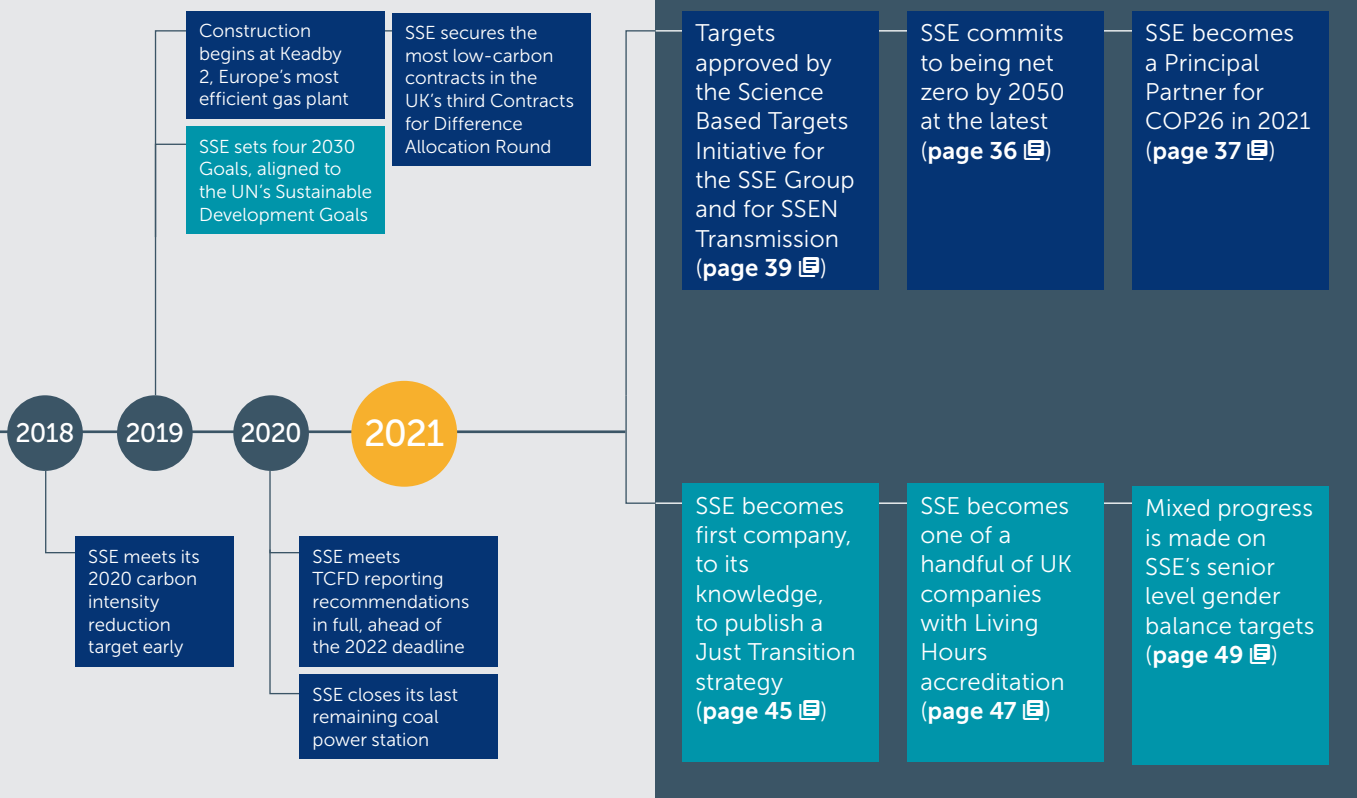 Construction
begins at Keadby
2, Europe's most
efficient gas plant
SSE secures the
most low-carbon
contracts in the
UK's third Contracts
for Difference
Allocation Round
SSE sets four 2030
Goals, aligned to
the UN's Sustainable
Development Goals
Targets
approved by
the Science
Based Targets
Initiative for
the SSE Group
and for SSEN
Transmission
(page 39)
SSE commits
to being net
zero by 2050
at the latest
(page 36)
SSE becomes
a Principal
Partner for
COP26 in 2021
(page 37)
2018
2019
2020
2021
SSE meets its
2020 carbon
intensity
reduction
target early
SSE meets
TCFD reporting
recommendations
in full, ahead of
the 2022 deadline
SSE closes its last
remaining coal
power station
SSE becomes
first company,
to its
knowledge,
to publish a
Just Transition
strategy
(page 45)
SSE becomes
one of a
handful of UK
companies
with Living
Hours
accreditation
(page 47)
Mixed progress
is made on
SSE's senior
level gender
balance targets
(page 49)